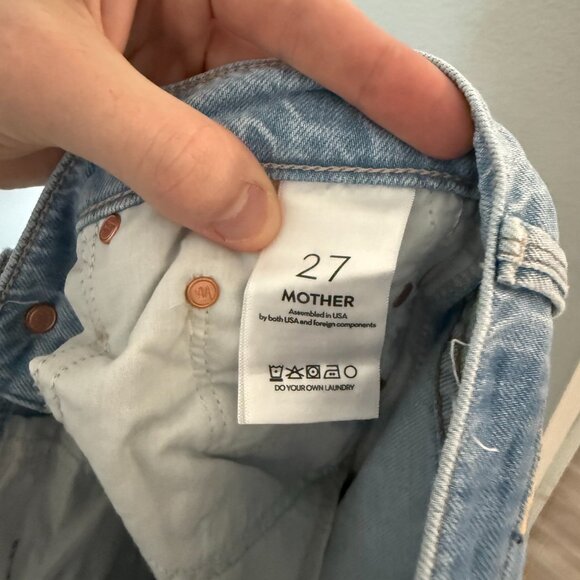 27
MOTHER
Assembled in USA
by both USA and foreign components
DO YOUR OWN LAUNDRY